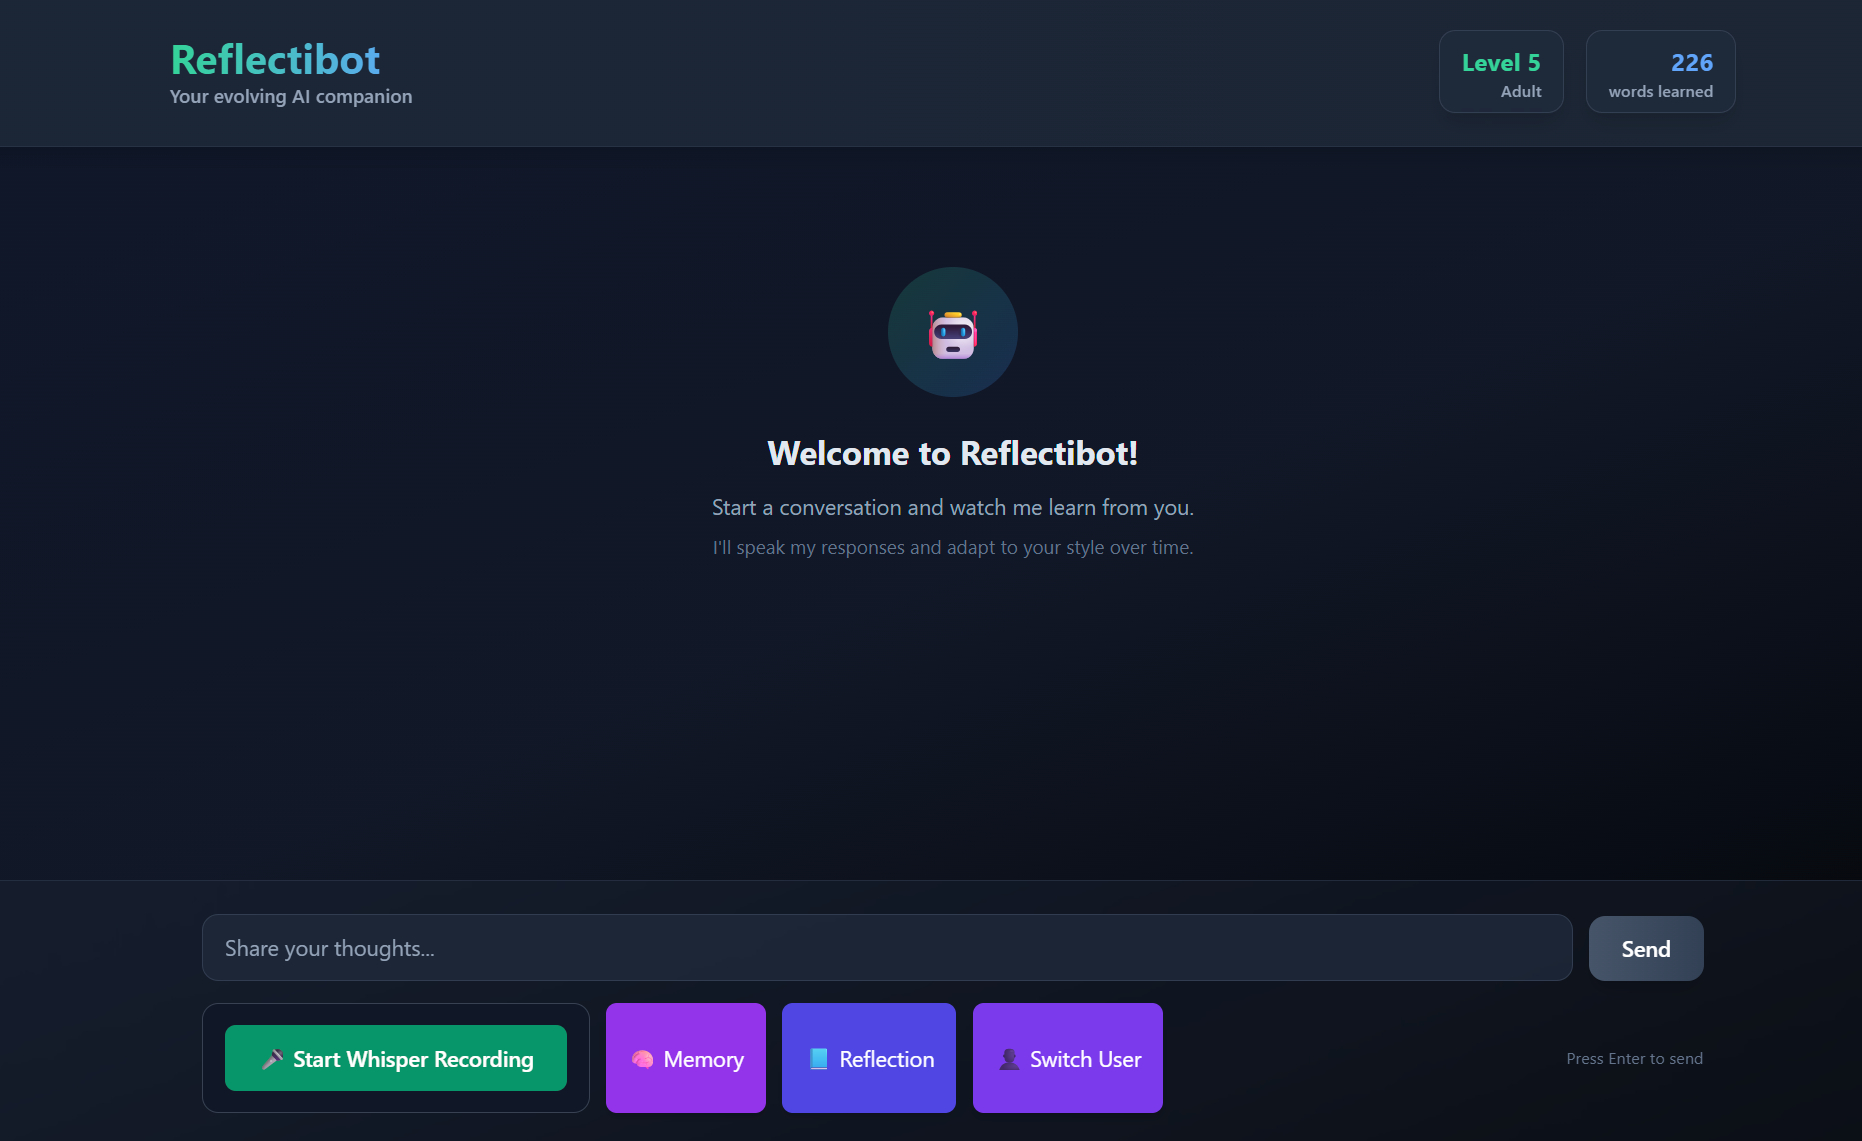 Reflectibot
Your evolving AI companion
Level 5
Adult
226
words learned
Welcome to Reflectibot!
Start a conversation and watch me learn from you.
I'll speak my responses and adapt to your style over time.
Share your thoughts...
Send
Start Whisper Recording
Memory
Reflection
Switch User
Press Enter to send